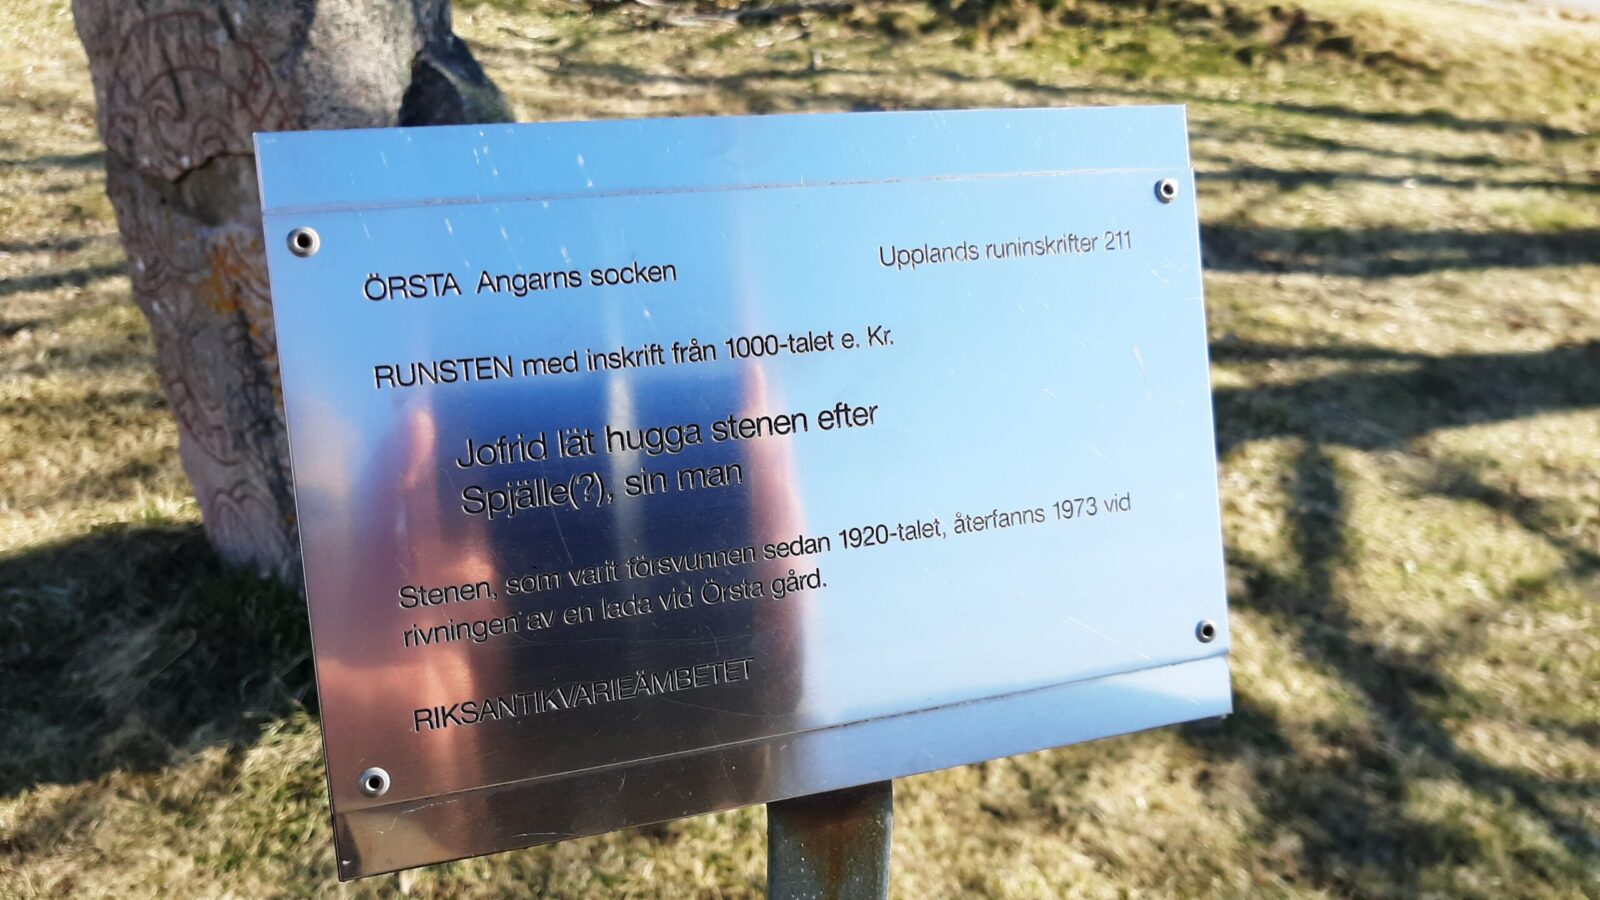 ÖRSTA Angarns socken
Upplands runinskrifter 211
RUNSTEN med inskrift från 1000-talet e. Kr.
Jofrid lät hugga stenen efter
Spjälle(?), sin man
Stenen, som varit försvunnen sedan 1920-talet, återfanns 1973 vid
rivningen av en lada vid Örsta gård.
RIKSANTIKVARIEÄMBETET